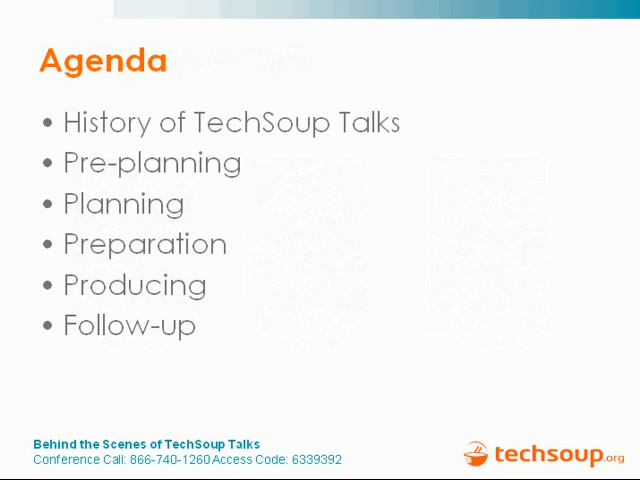 Agenda
• History of TechSoup Talks
• Pre-planning
• Planning
• Preparation
• Producing
• Follow-up
Behind the Scenes of TechSoup Talks
Conference Call: 866-740-1260 Access Code: 6339392
techsoup.org